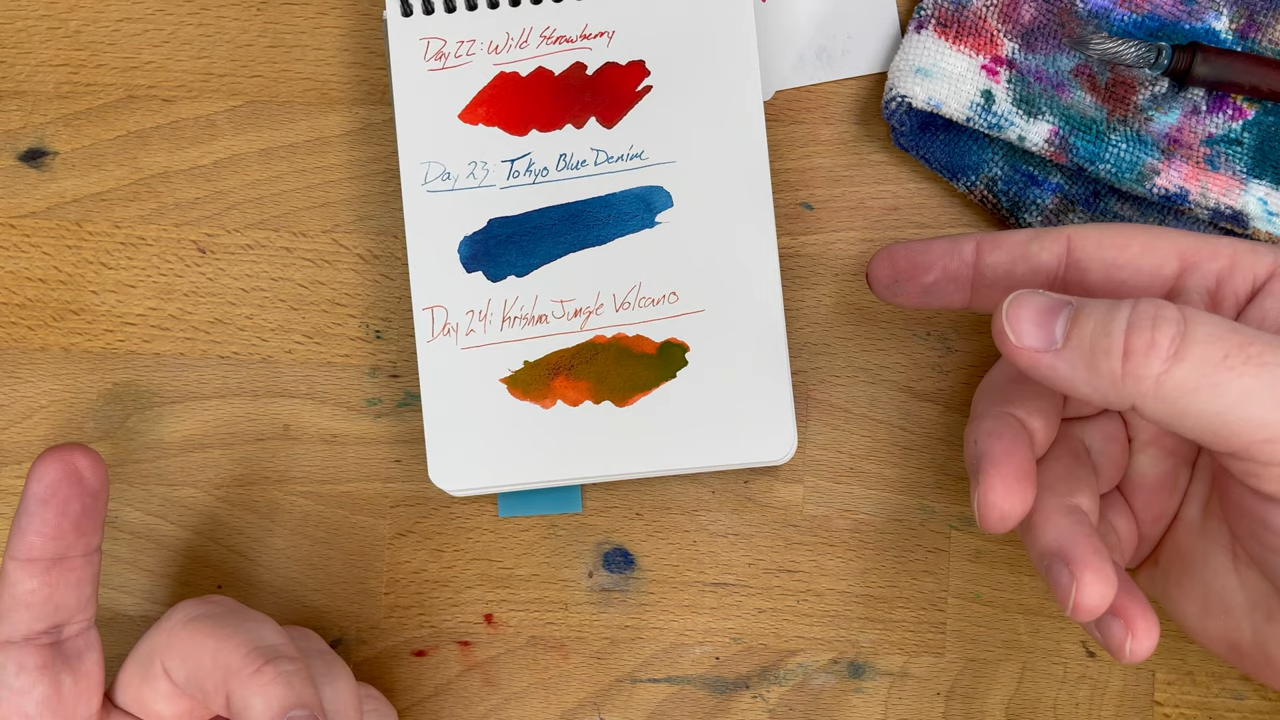 Day 22: Wild Strawberry
Day 23: Tokyo Blue Denim
Day 24: Krishna Jungle Volcano